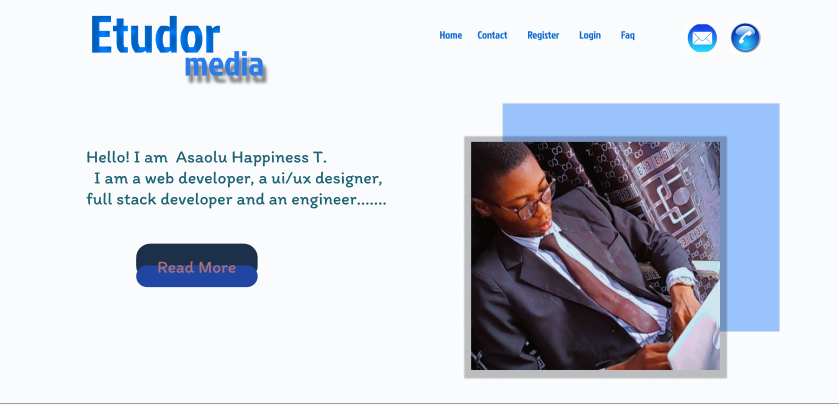 Etudor
media
Home Contact Register Login Faq
Hello! I am Asaolu Happiness T.
I am a web developer, a ui/ux designer,
full stack developer and an engineer.......
Read More